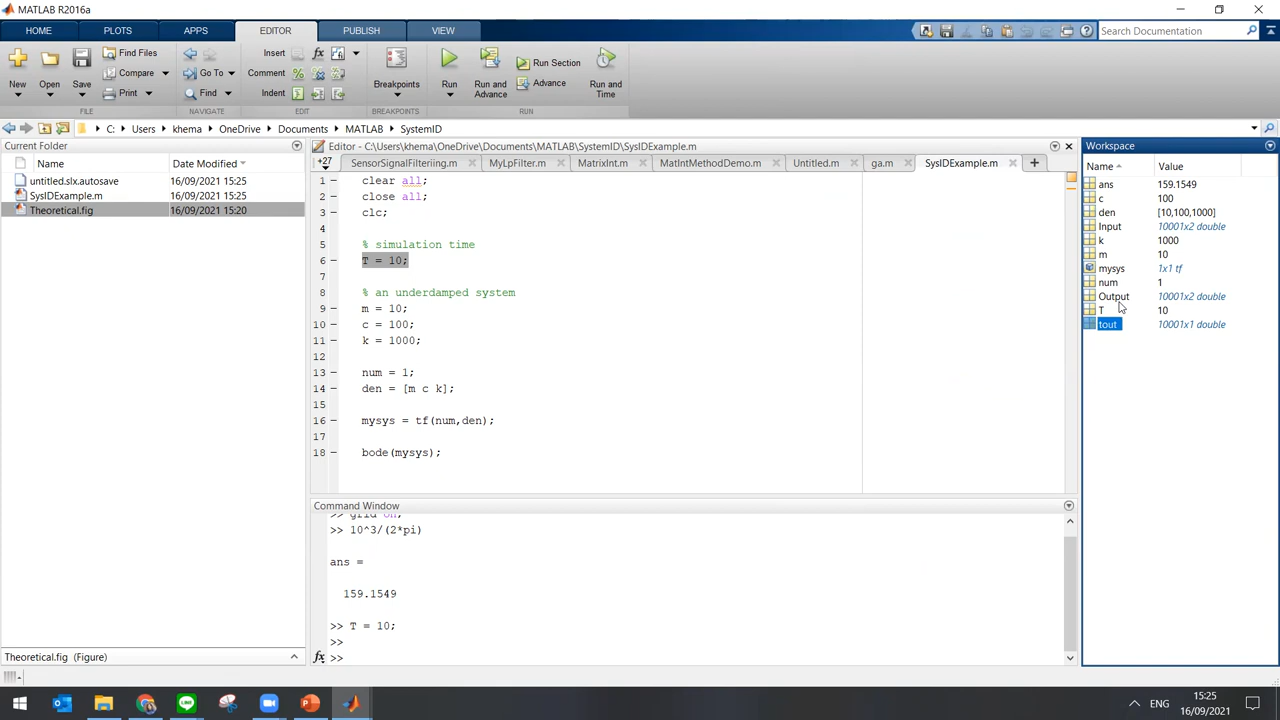 MATLAB R2016a
HOME PLOTS APPS EDITOR PUBLISH VIEW Search Documentation
New Open Save Find Files Compare Print Go To Find Insert fx Comment Indent Breakpoints Run Run and Advance Run Section Advance Run and Time
FILE NAVIGATE EDIT BREAKPOINTS RUN
C: Users khema OneDrive Documents MATLAB SystemID
Current Folder
Name Date Modified
untitled.slx.autosave 16/09/2021 15:25
SysIDExample.m 16/09/2021 15:25
Theoretical.fig 16/09/2021 15:20
Theoretical.fig (Figure)
Editor - C:\Users\khema\OneDrive\Documents\MATLAB\SystemID\SysIDExample.m
+27 SensorSignalFiltering.m MyLpFilter.m MatrixInt.m MatIntMethodDemo.m Untitled.m ga.m SysIDExample.m
1 clear all;
2 close all;
3 clc;
4
5 % simulation time
6 T = 10;
7
8 % an underdamped system
9 m = 10;
10 c = 100;
11 k = 1000;
12
13 num = 1;
14 den = [m c k];
15
16 mysys = tf(num,den);
17
18 bode(mysys);
Command Window
>> grid on;
>> 10^3/(2*pi)
ans =
159.1549
>> T = 10;
>>
fx >>
Workspace
Name Value
ans 159.1549
c 100
den [10,100,1000]
Input 10001x2 double
k 1000
m 10
mysys 1x1 tf
num 1
Output 10001x2 double
T 10
tout 10001x1 double
ENG
15:25
16/09/2021